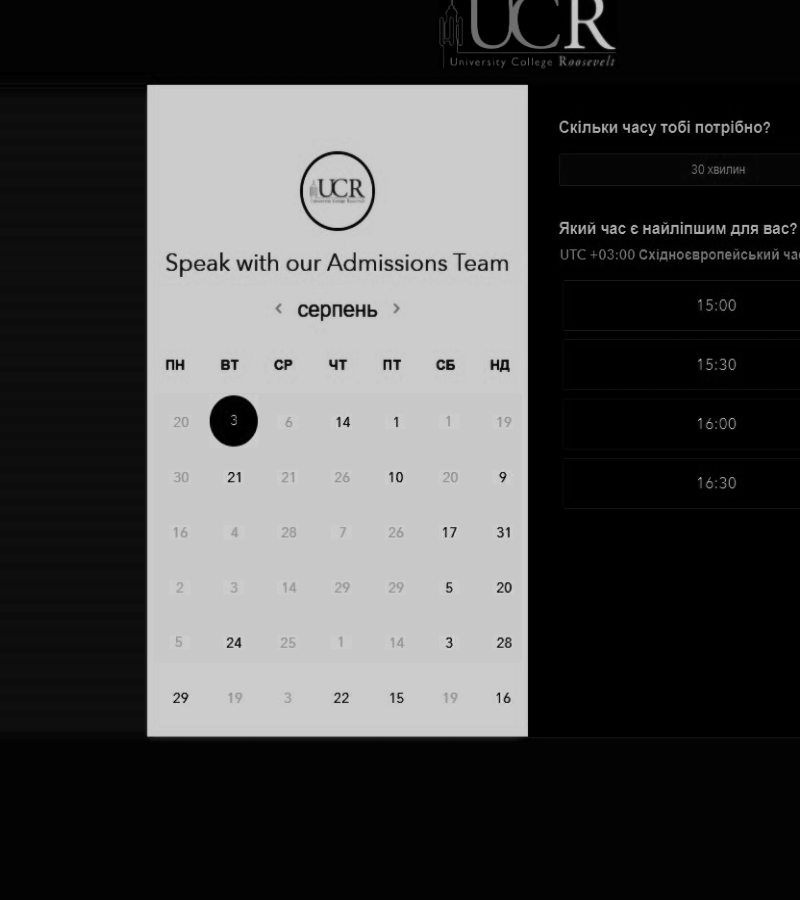 UCR
University College Roosevelt
UCR
University College Roosevelt
Speak with our Admissions Team
< серпень >
ПН ВТ СР ЧТ ПТ СБ НД
20 3 6 14 1 1 19
30 21 21 26 10 20 9
16 4 28 7 26 17 31
2 3 14 29 29 5 20
5 24 25 1 14 3 28
29 19 3 22 15 19 16
Скільки часу тобі потрібно?
30 хвилин
Який час є найліпшим для вас?
UTC +03:00 Східноєвропейський
15:00
15:30
16:00
16:30